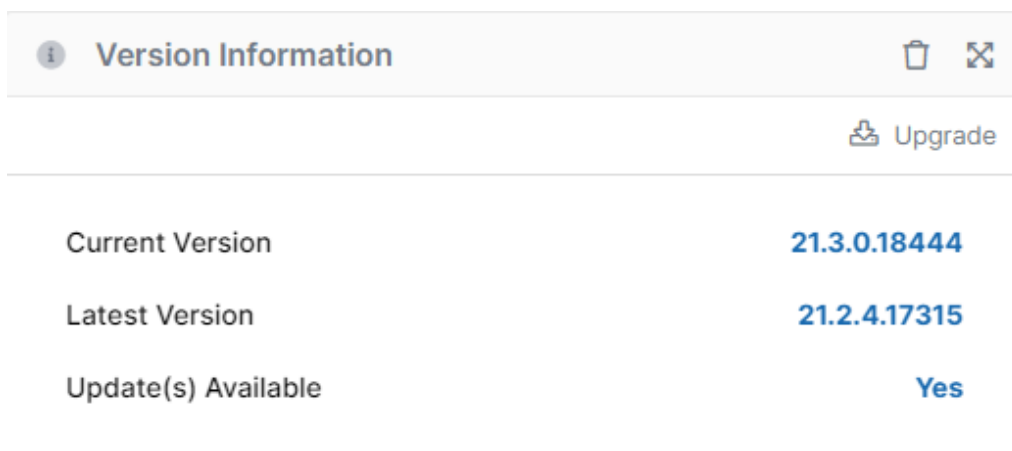 Version Information
Upgrade
Current Version 21.3.0.18444
Latest Version 21.2.4.17315
Update(s) Available Yes